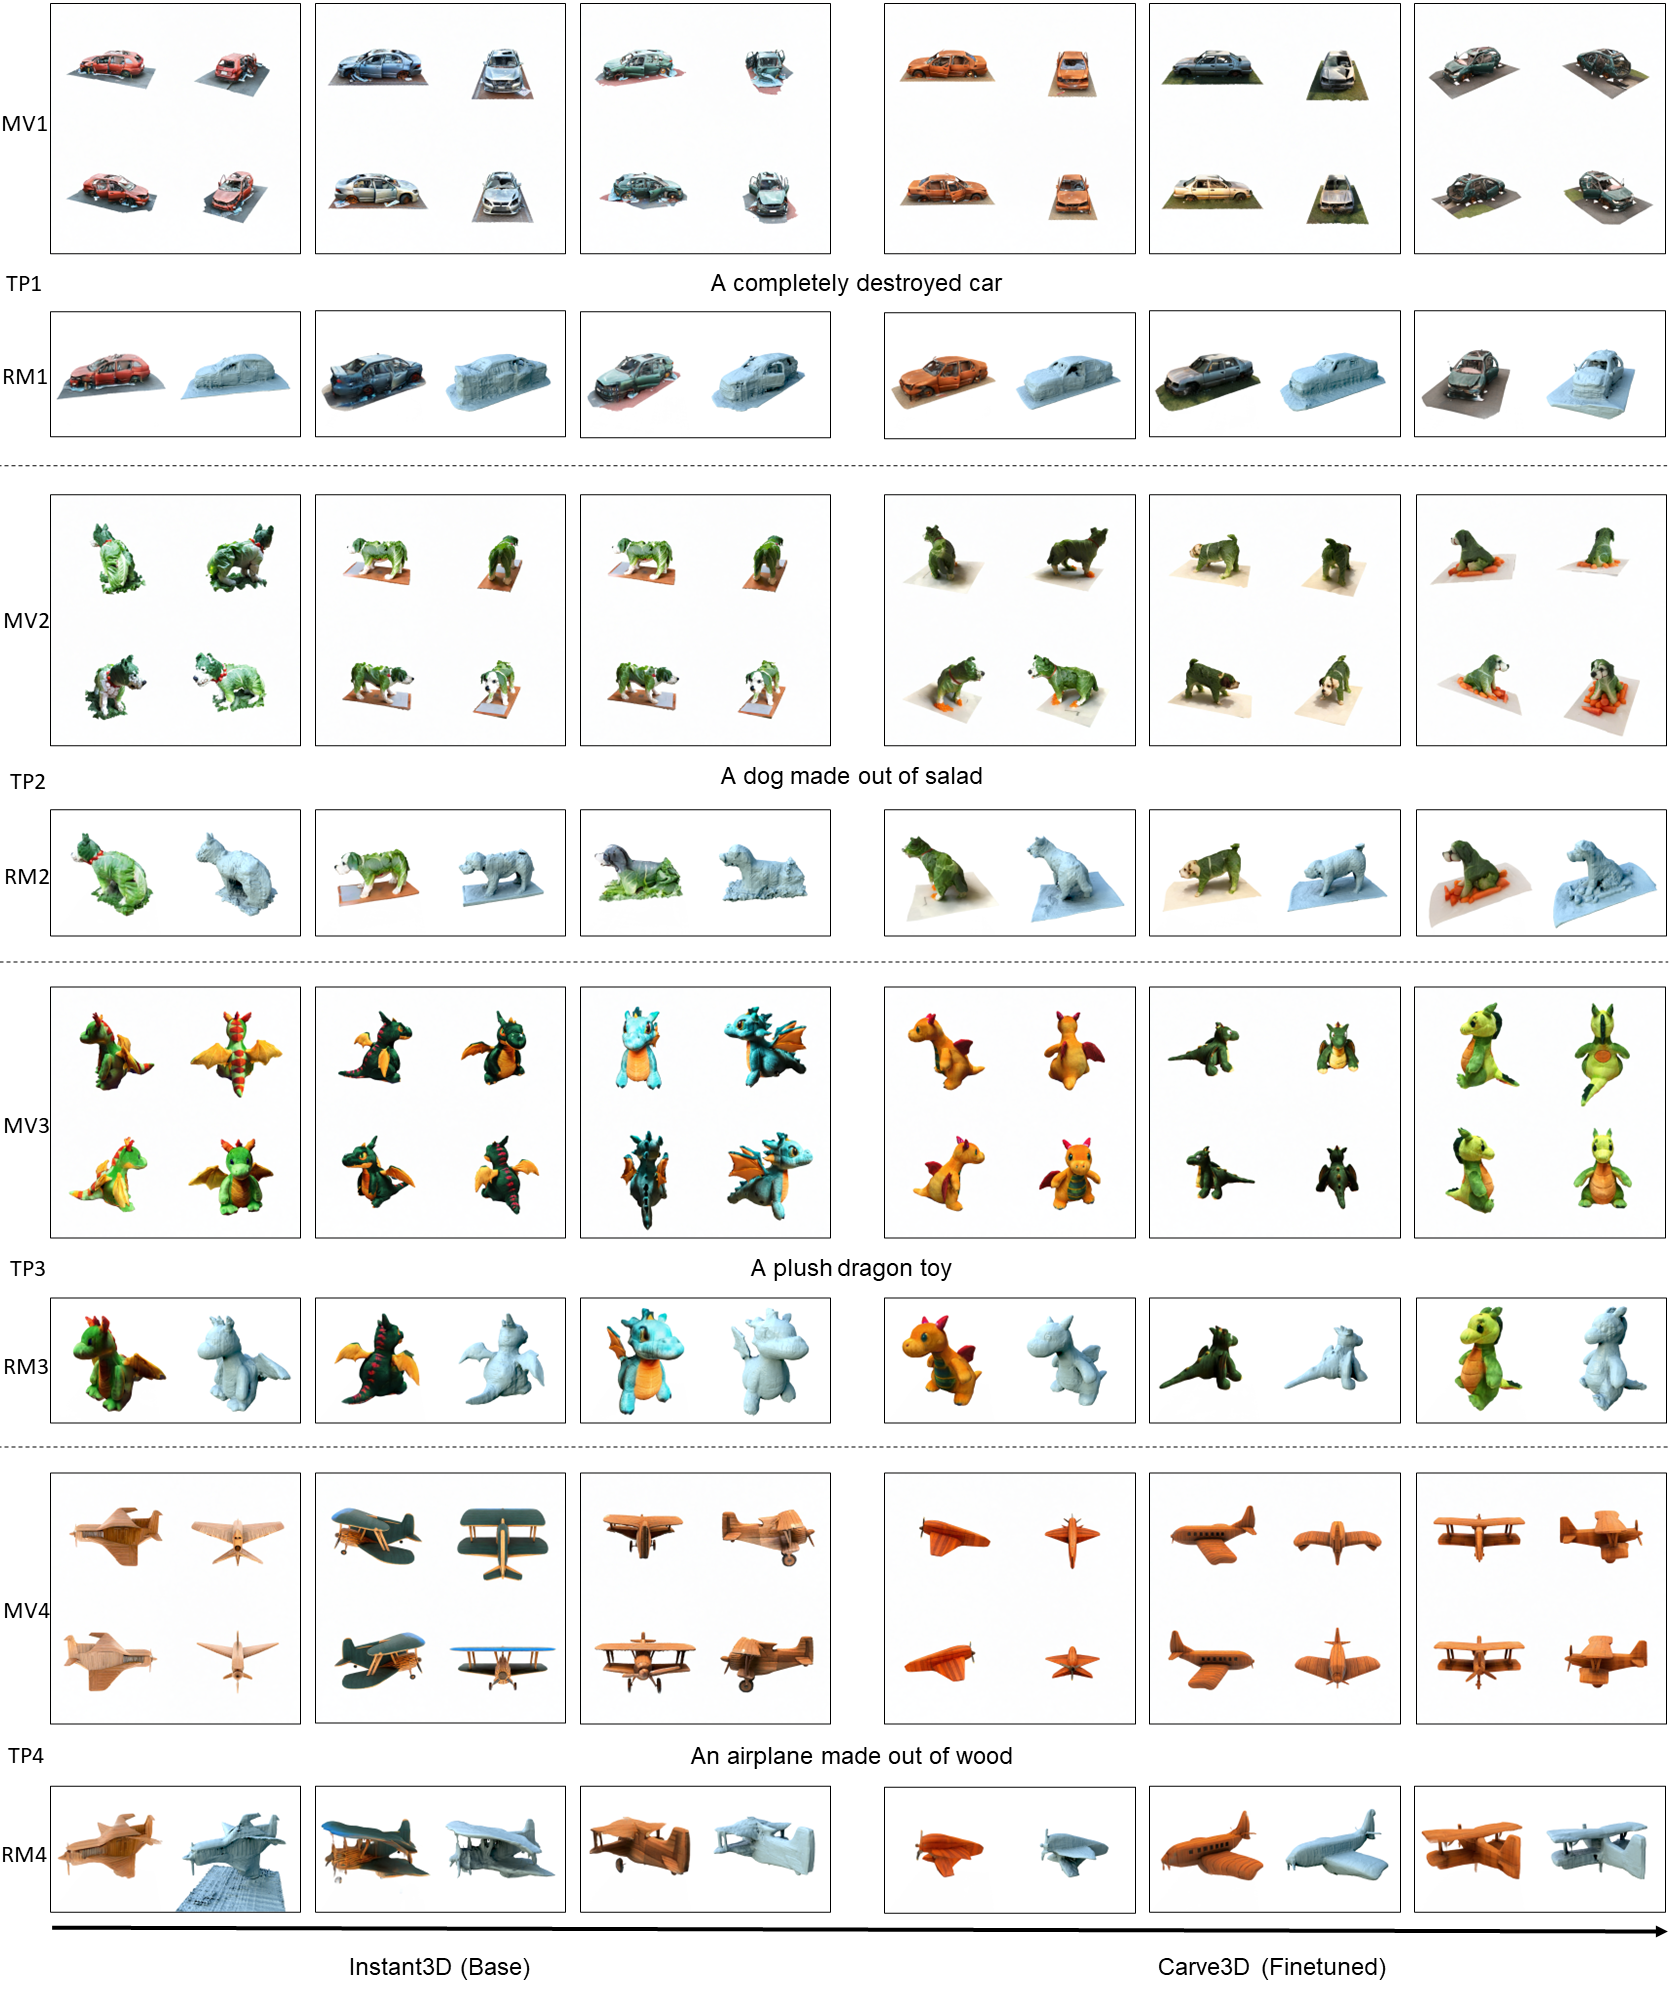 MV1
TP1
A completely destroyed car
RM1
MV2
TP2
A dog made out of salad
RM2
MV3
TP3
A plush dragon toy
RM3
MV4
TP4
An airplane made out of wood
RM4
Instant3D (Base)
Carve3D (Finetuned)